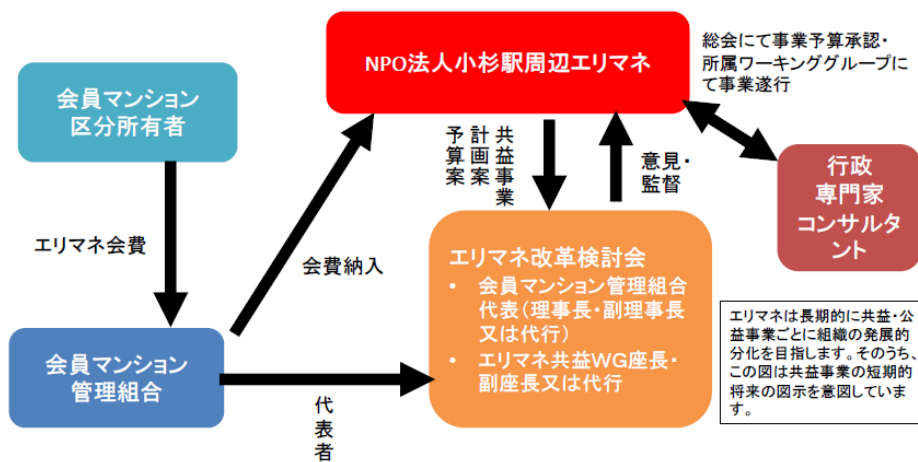 NPO法人小杉駅周辺エリマネ
総会にて事業予算承認・
所属ワーキンググループに
て事業遂行
会員マンション
区分所有者
共益事業
計画案
予算案
意見・
監督
行政
専門家
コンサルタ
ント
エリマネ会費
会費納入
エリマネ改革検討会
• 会員マンション管理組合
代表(理事長・副理事長
又は代行)
• エリマネ共益WG座長・
副座長又は代行
エリマネは長期的に共益・公
益事業ごとに組織の発展的
分化を目指します。そのうち、
この図は共益事業の短期的
将来の図示を意図していま
す。
会員マンション
管理組合
代表者